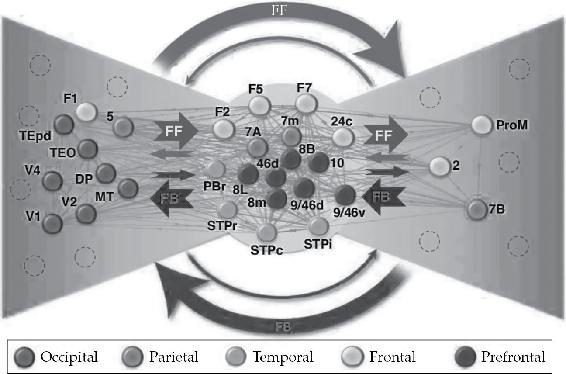 FF
F1
5
TEpd
TEO
V4
DP
MT
V2
V1
FF
FB
F5
F7
F2
7m
24c
7A
8B
46d
10
PBr
8L
8m
9/46d
9/46v
STPr
STPc
STPi
FF
FB
ProM
2
7B
FB
Occipital Parietal Temporal Frontal Prefrontal